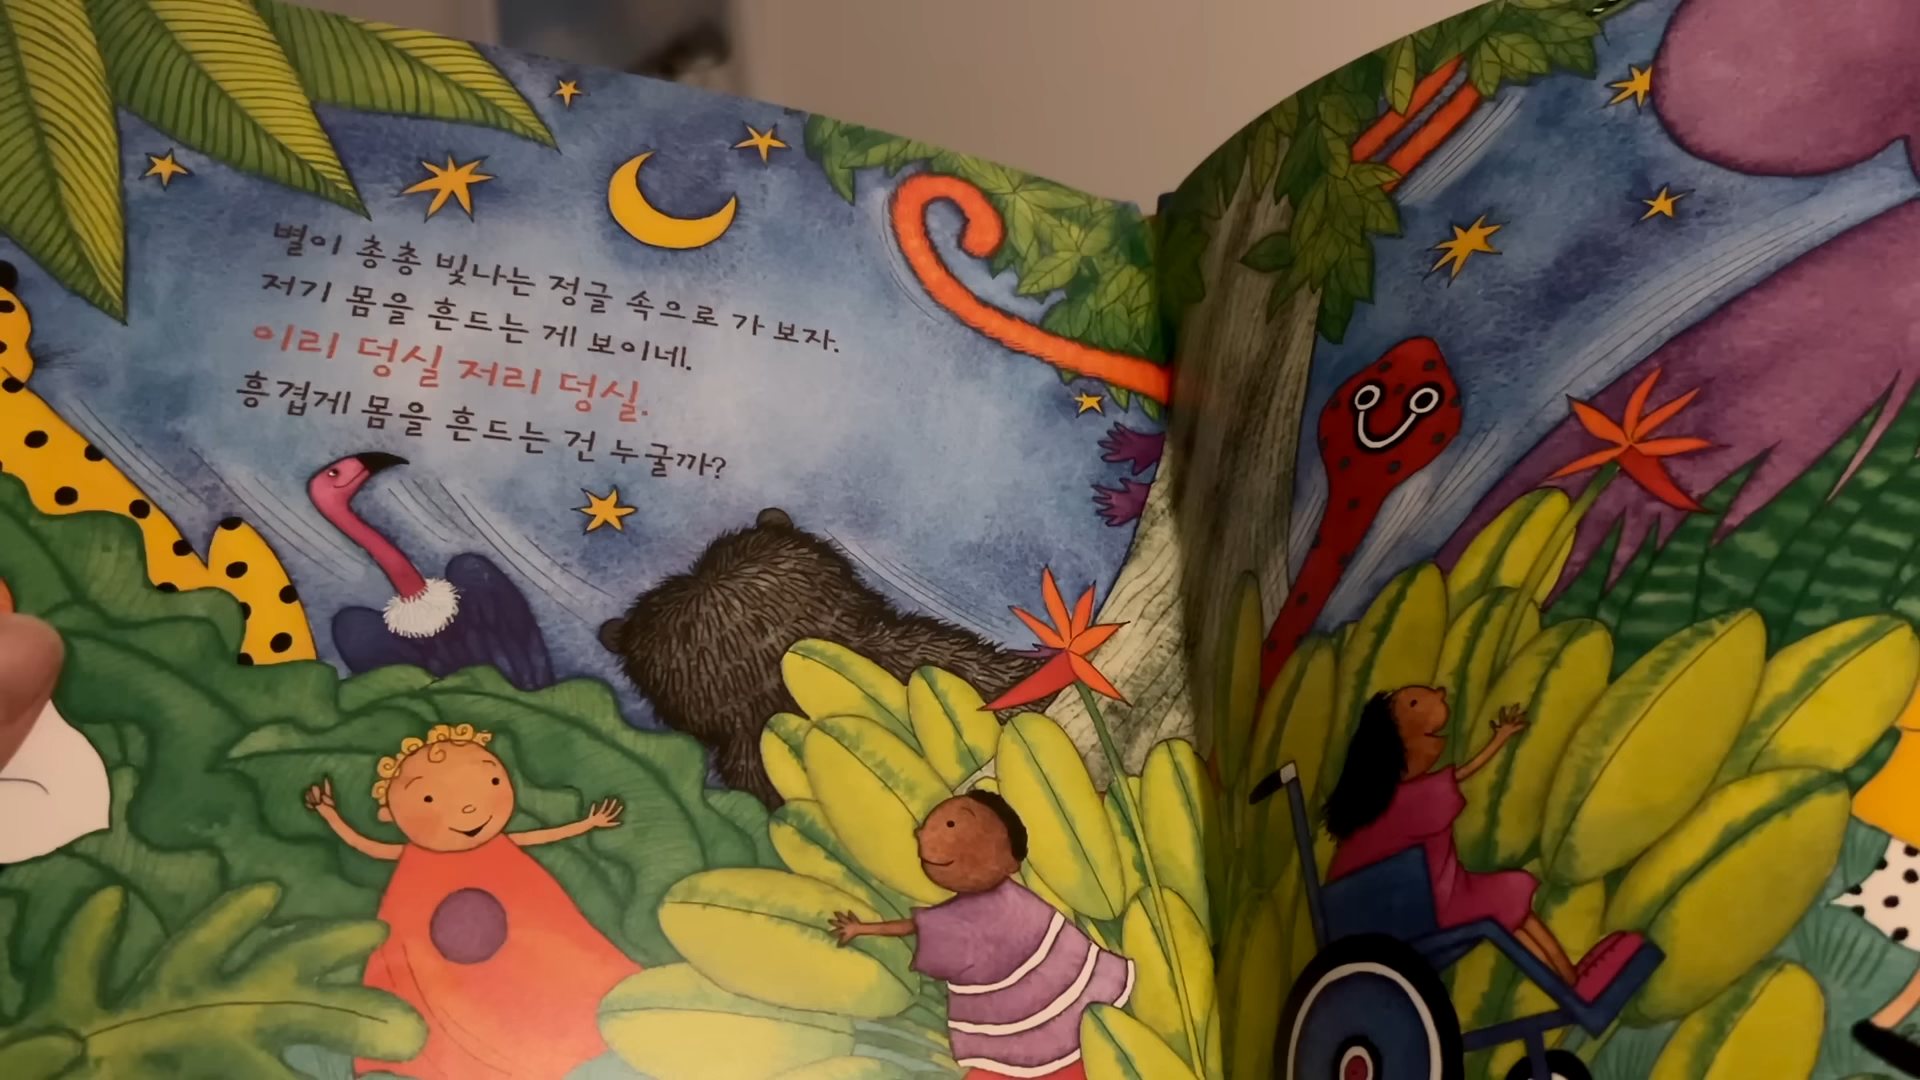 별이 총총 빛나는 정글 속으로 가 보자.
저기 몸을 흔드는 게 보이네.
이리 덩실 저리 덩실.
흥겹게 몸을 흔드는 건 누굴까?